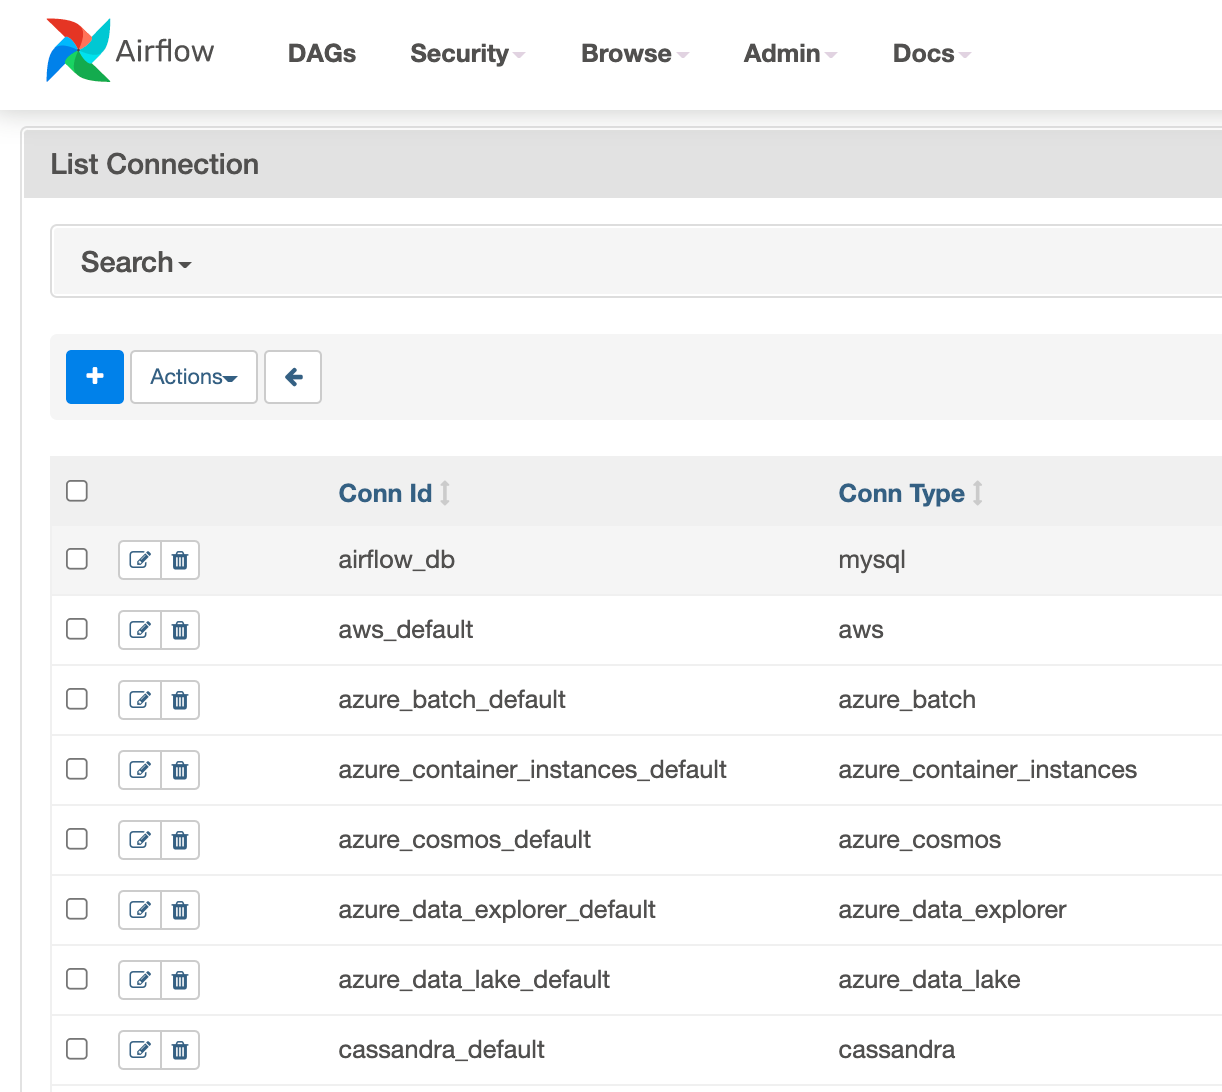 Airflow DAGs Security Browse Admin Docs
List Connection
Search
Actions
Conn Id Conn Type
airflow_db mysql
aws_default aws
azure_batch_default azure_batch
azure_container_instances_default azure_container_instances
azure_cosmos_default azure_cosmos
azure_data_explorer_default azure_data_explorer
azure_data_lake_default azure_data_lake
cassandra_default cassandra